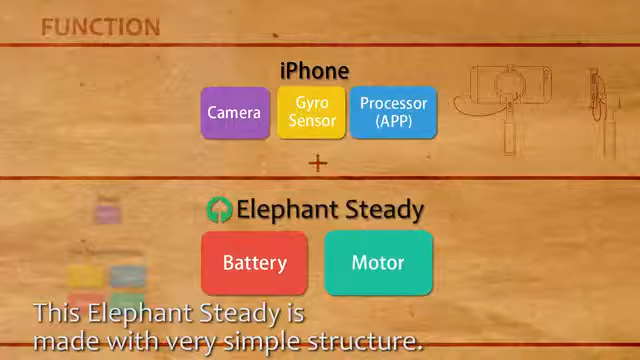 FUNCTION
iPhone
Camera
Gyro
Sensor
Processor
(APP)
+
Elephant Steady
Battery
Motor
This Elephant Steady is
made with very simple structure.